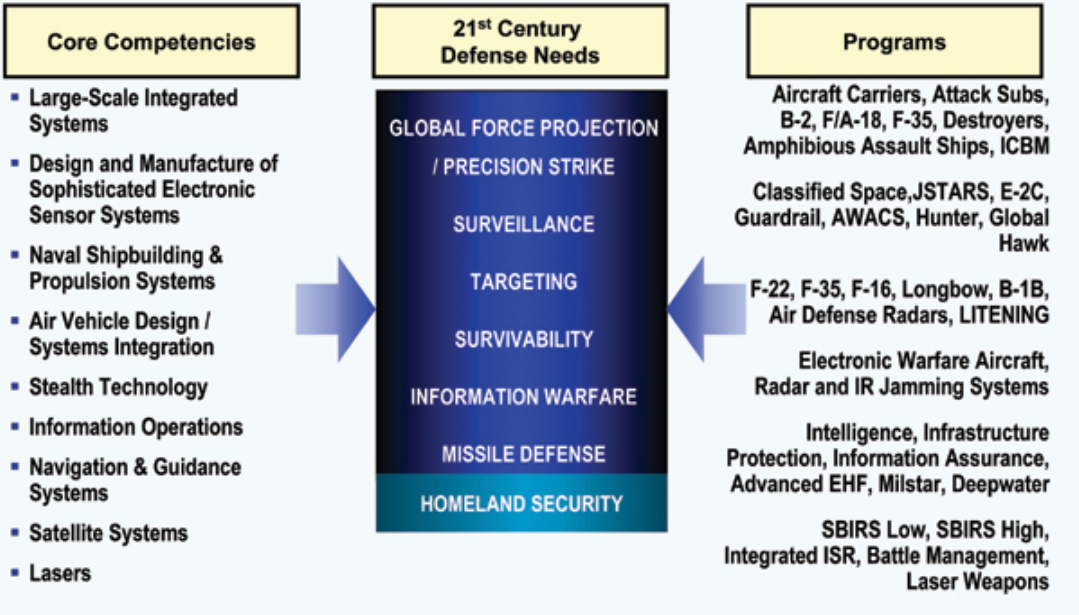 Core Competencies
▪ Large-Scale Integrated
Systems
▪ Design and Manufacture of
Sophisticated Electronic
Sensor Systems
▪ Naval Shipbuilding &
Propulsion Systems
▪ Air Vehicle Design /
Systems Integration
▪ Stealth Technology
▪ Information Operations
▪ Navigation & Guidance
Systems
▪ Satellite Systems
▪ Lasers
21st Century
Defense Needs
GLOBAL FORCE PROJECTION
/ PRECISION STRIKE
SURVEILLANCE
TARGETING
SURVIVABILITY
INFORMATION WARFARE
MISSILE DEFENSE
HOMELAND SECURITY
Programs
Aircraft Carriers, Attack Subs,
B-2, F/A-18, F-35, Destroyers,
Amphibious Assault Ships, ICBM
Classified Space,JSTARS, E-2C,
Guardrail, AWACS, Hunter, Global
Hawk
F-22, F-35, F-16, Longbow, B-1B,
Air Defense Radars, LITENING
Electronic Warfare Aircraft,
Radar and IR Jamming Systems
Intelligence, Infrastructure
Protection, Information Assurance,
Advanced EHF, Milstar, Deepwater
SBIRS Low, SBIRS High,
Integrated ISR, Battle Management,
Laser Weapons